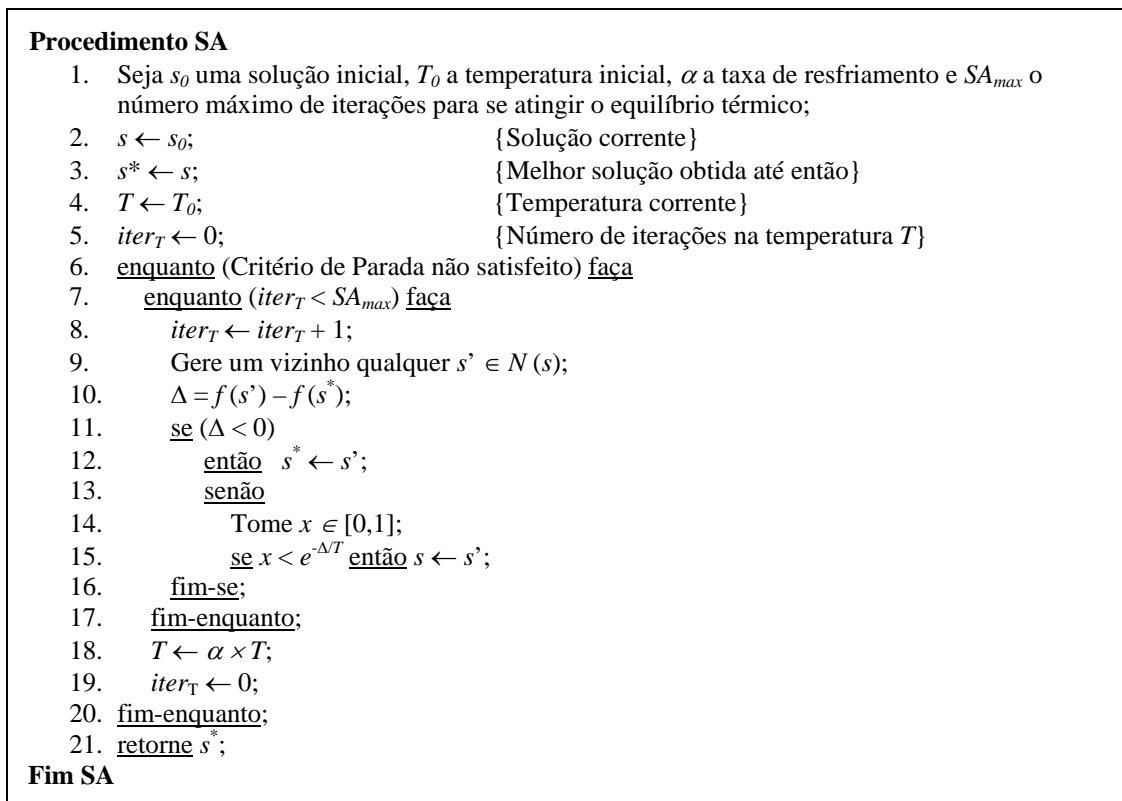 Procedimento SA
1. Seja s₀ uma solução inicial, T₀ a temperatura inicial, α a taxa de resfriamento e SAₘₐₓ o
número máximo de iterações para se atingir o equilíbrio térmico;
2. s ← s₀; {Solução corrente}
3. s* ← s; {Melhor solução obtida até então}
4. T ← T₀; {Temperatura corrente}
5. iter_T ← 0; {Número de iterações na temperatura T}
6. enquanto (Critério de Parada não satisfeito) faça
7. enquanto (iter_T < SAₘₐₓ) faça
8. iter_T ← iter_T + 1;
9. Gere um vizinho qualquer s’ ∈ N (s);
10. Δ = f (s’) – f (s*);
11. se (Δ < 0)
12. então s* ← s’;
13. senão
14. Tome x ∈ [0,1];
15. se x < e^{-Δ/T} então s ← s’;
16. fim-se;
17. fim-enquanto;
18. T ← α × T;
19. iter_T ← 0;
20. fim-enquanto;
21. retorne s*;
Fim SA